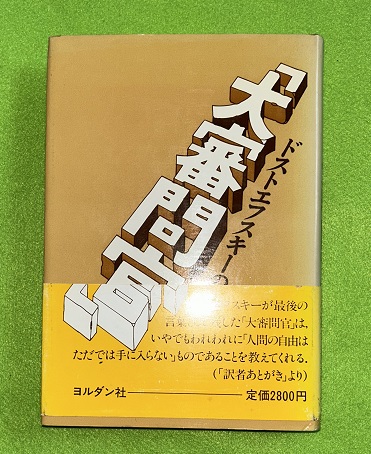 ドストエフスキーの
「大審問官」
スキーが最後の
した「大審問官」は,
いやでもわれわれに「人間の自由は
ただでは手に入らない」ものであることを教えてくれる.
(「訳者あとがき」より)
ヨルダン社
定価2800円